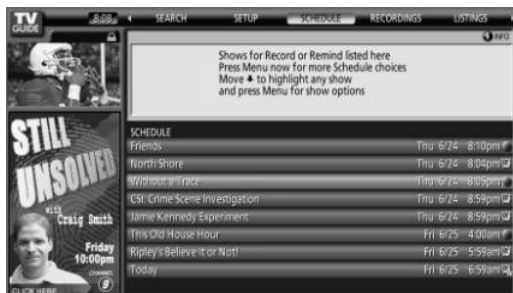 TV GUIDE
8:08
SEARCH SETUP SCHEDULE RECORDINGS LISTINGS
INFO
Shows for Record or Remind listed here
Press Menu now for more Schedule choices
Move ↓ to highlight any show
and press Menu for show options
STILL UNSOLVED
with
Craig Smith
Friday
10:00pm
CHANNEL
9
CLICK HERE
SCHEDULE
Friends Thu 6/24 8:10pm
North Shore Thu 6/24 8:04pm
Without a Trace Thu 6/24 8:05pm
CSI: Crime Scene Investigation Thu 6/24 8:59pm
Jamie Kennedy Experiment Thu 6/24 8:59pm
This Old House Hour Fri 6/25 4:00am
Ripley's Believe It or Not! Fri 6/25 5:59am
Today Fri 6/25 6:59am